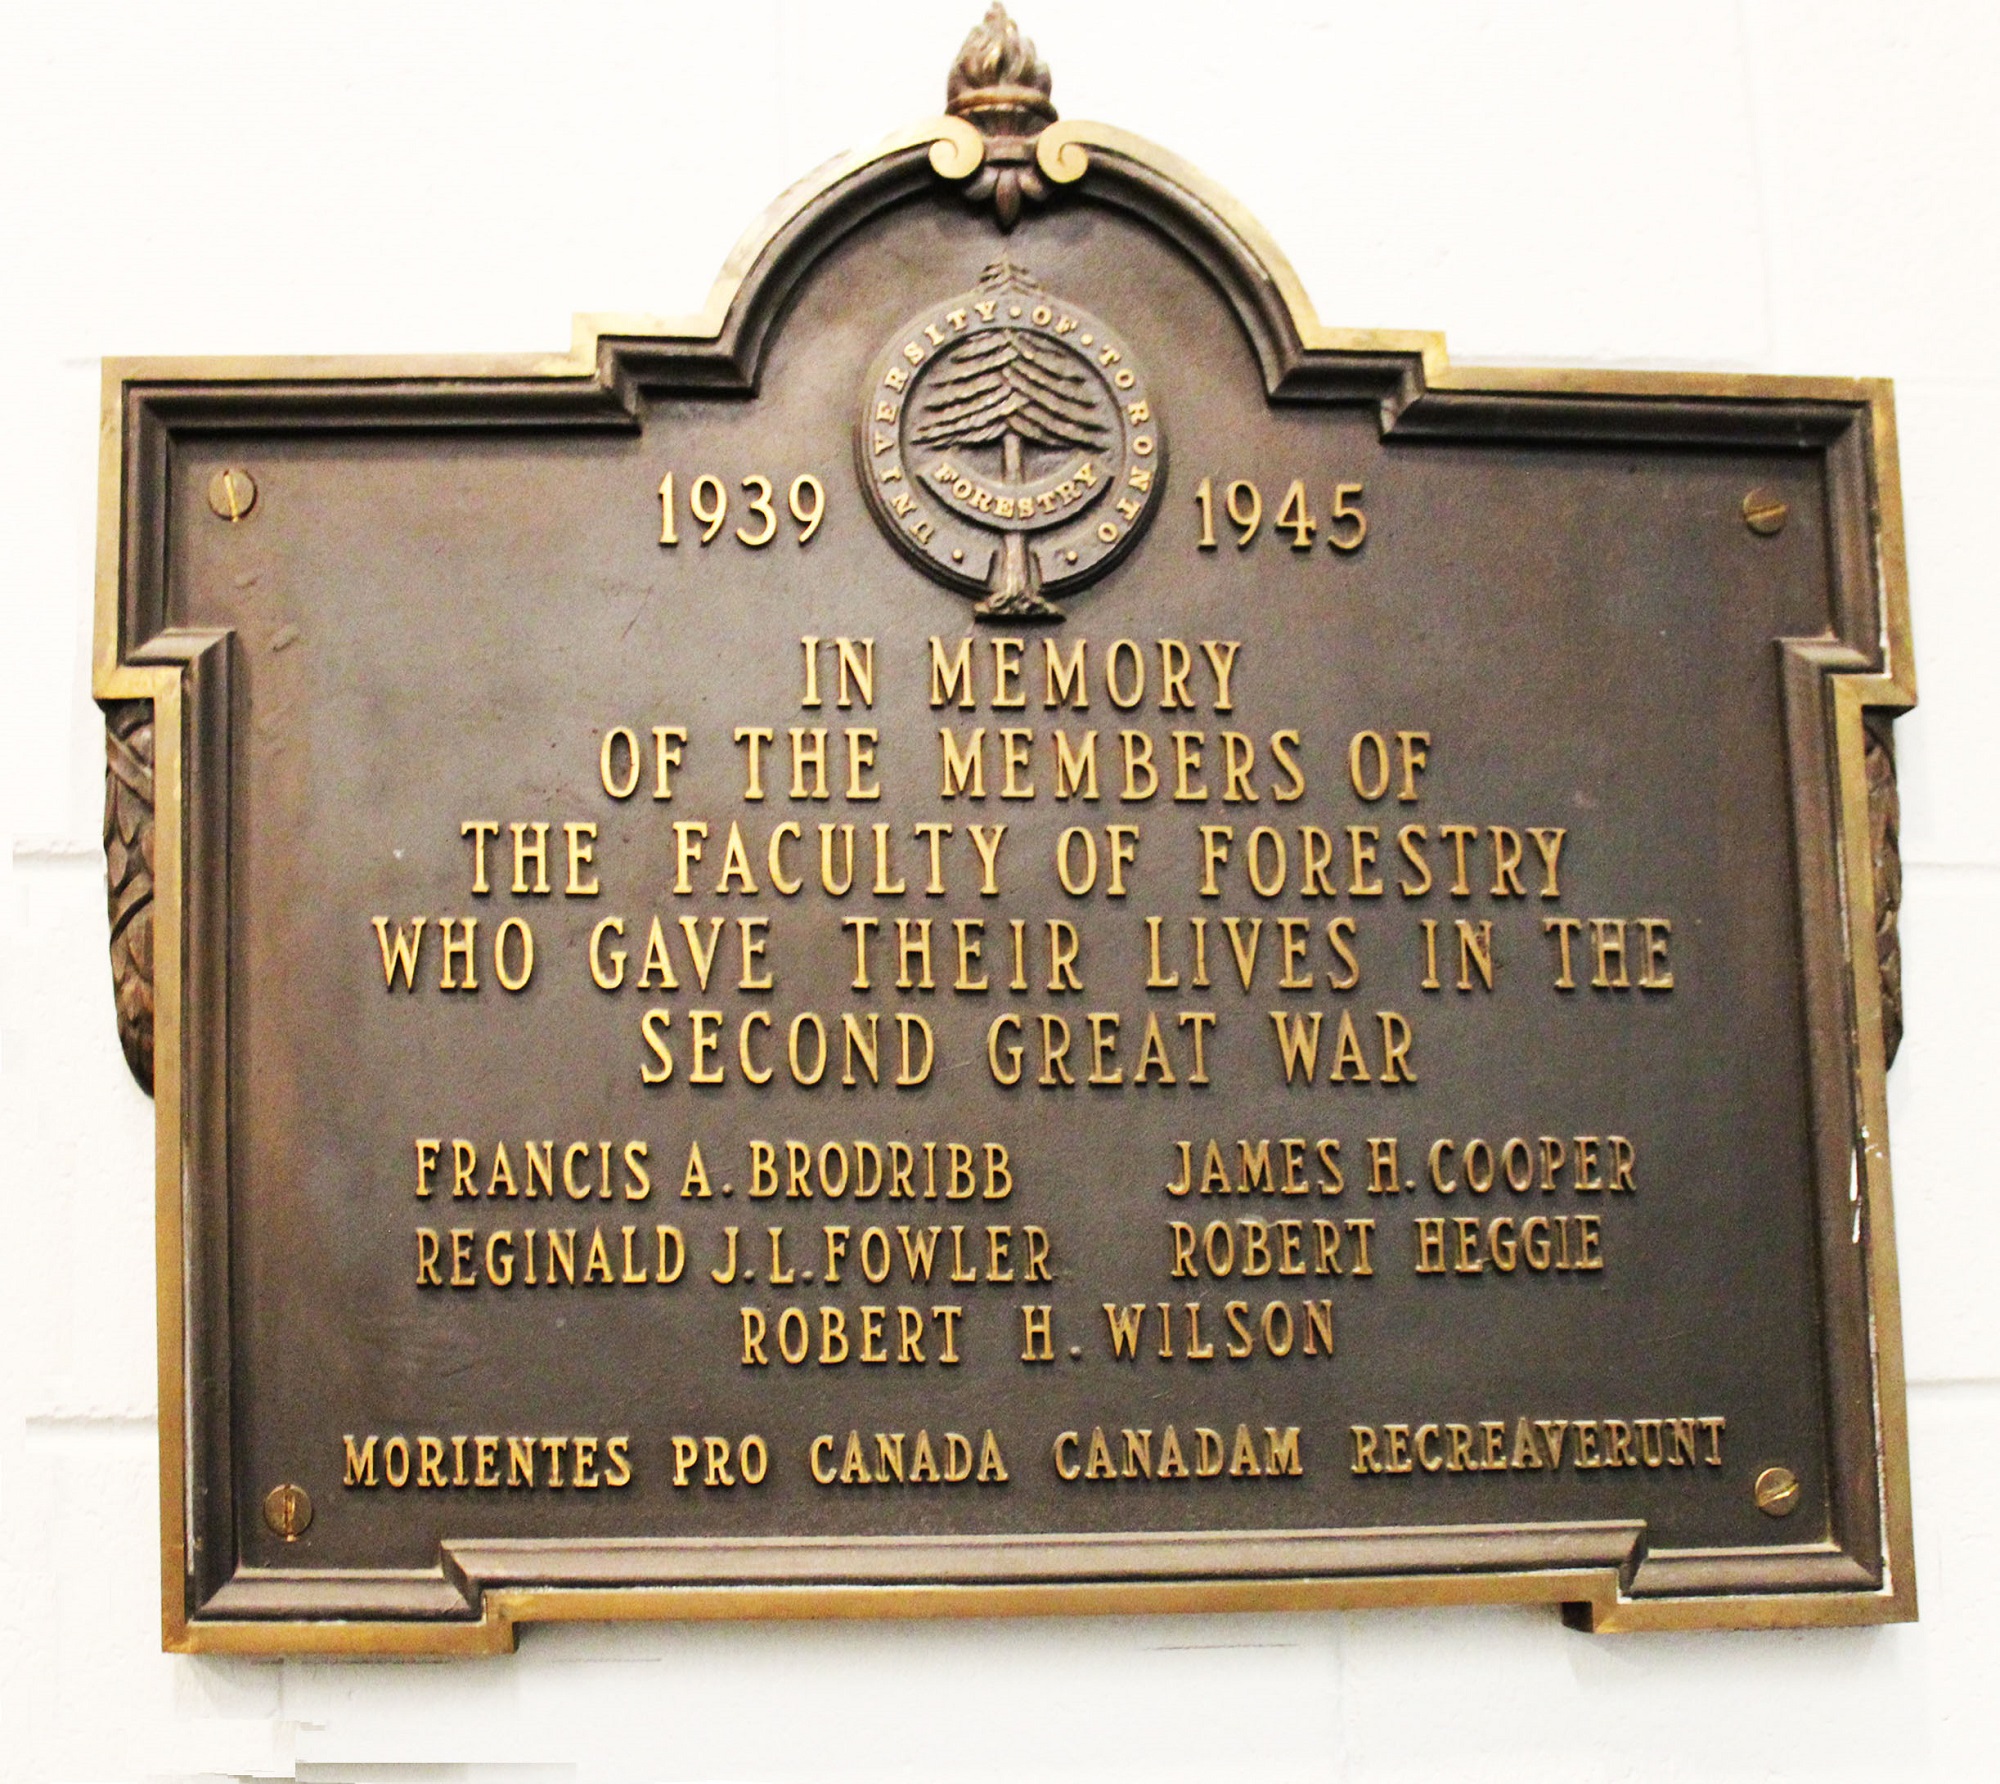 UNIVERSITY · OF · TORONTO
FORESTRY
1939 1945
IN MEMORY
OF THE MEMBERS OF
THE FACULTY OF FORESTRY
WHO GAVE THEIR LIVES IN THE
SECOND GREAT WAR
FRANCIS A. BRODRIBB JAMES H. COOPER
REGINALD J. L. FOWLER ROBERT HEGGIE
ROBERT H. WILSON
MORIENTES PRO CANADA CANADAM RECREAVERUNT